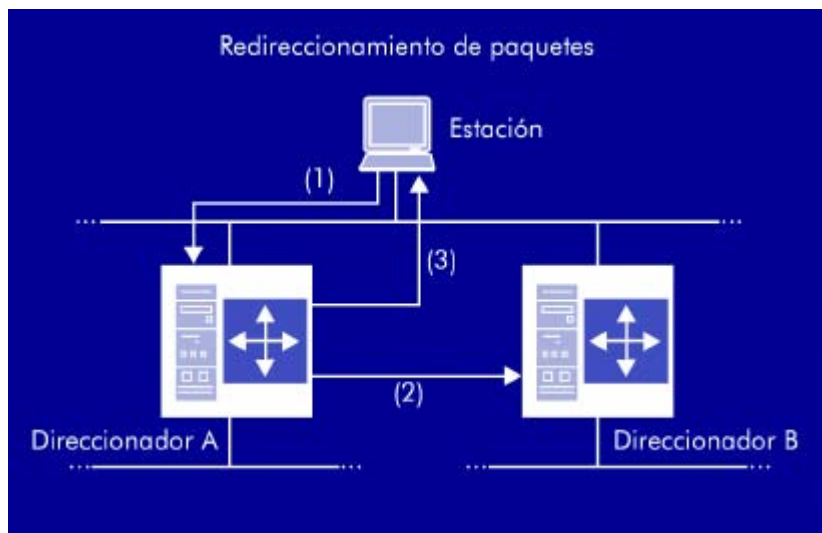 Redireccionamiento de paquetes
Estación
(1)
(3)
(2)
Direccionador A
Direccionador B